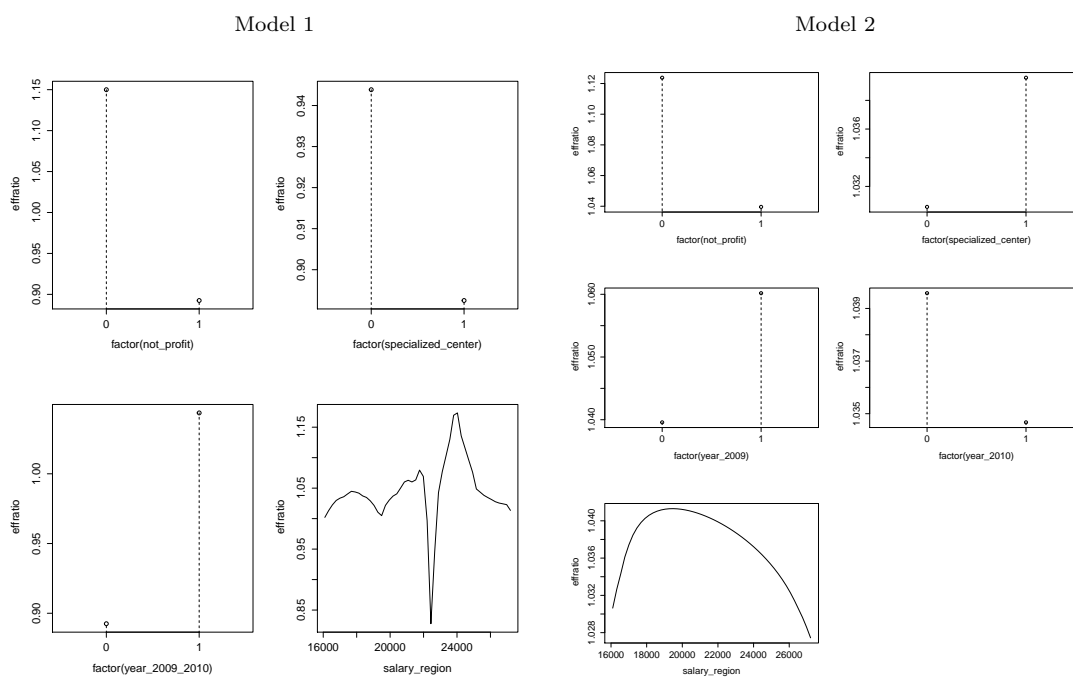 Model 1
Model 2
effratio
0.90 0.95 1.00 1.05 1.10 1.15
0 1
factor(not_profit)
effratio
0.90 0.91 0.92 0.93 0.94
0 1
factor(specialized_center)
effratio
1.04 1.06 1.08 1.10 1.12
0 1
factor(not_profit)
effratio
1.032 1.036
0 1
factor(specialized_center)
effratio
1.040 1.050 1.060
0 1
factor(year_2009)
effratio
1.035 1.037 1.039
0 1
factor(year_2010)
effratio
0.90 0.95 1.00
0 1
factor(year_2009_2010)
effratio
0.85 0.95 1.05 1.15
16000 20000 24000
salary_region
effratio
1.028 1.032 1.036 1.040
16000 18000 20000 22000 24000 26000
salary_region